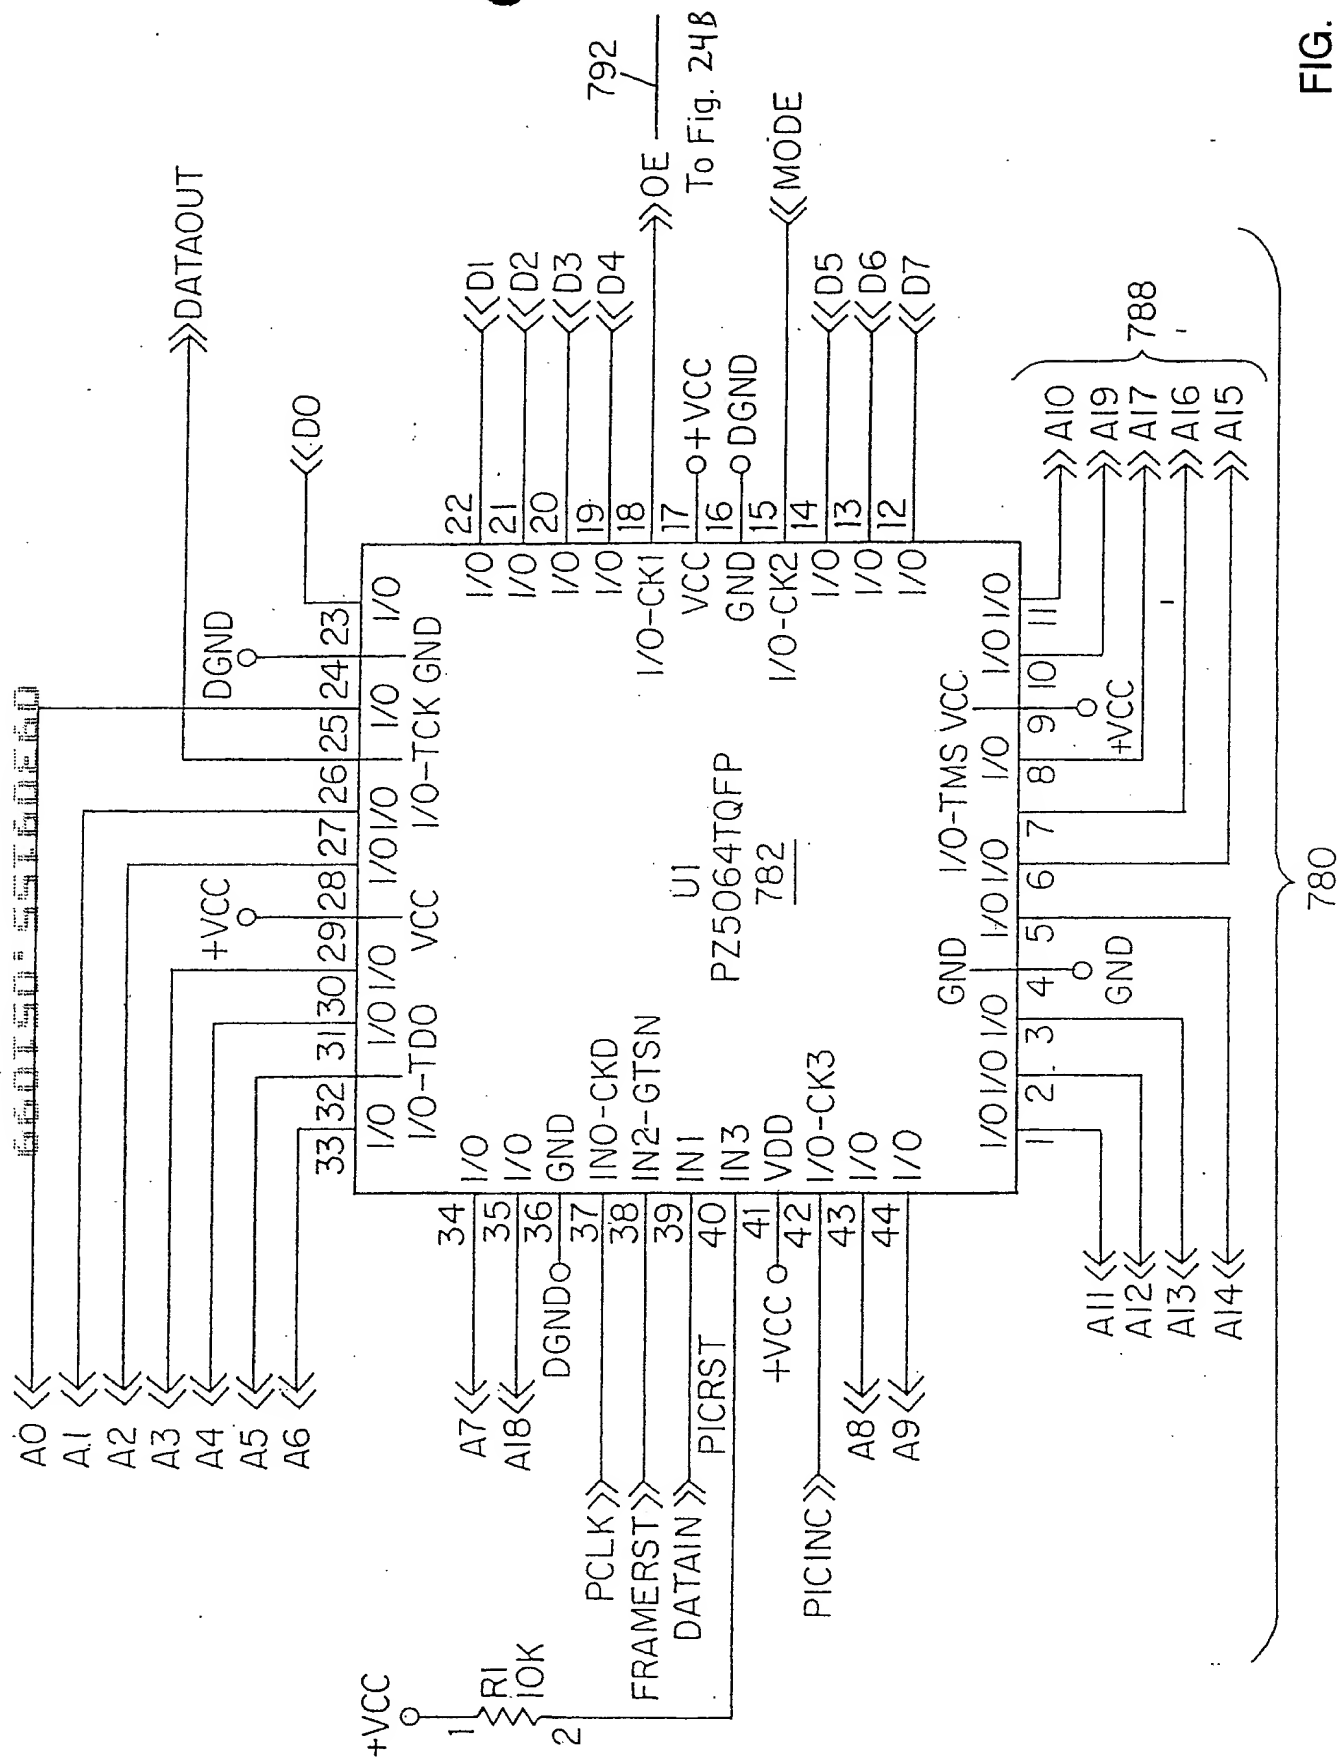 A0
A1
A2
A3
A4
A5
A6
DATAOUT
D0
DGND
+VCC
33 32 31 30 29 28 27 26 25 24 23
I/O
I/O-TDO
I/O I/O
VCC
I/O I/O
I/O-TCK
I/O
GND
I/O
34 I/O
35 I/O
36 GND
37 IN0-CKD
38 IN2-GTSN
39 IN1
40 IN3
41 VDD
42 I/O-CK3
43 I/O
44 I/O
A7
A18
DGND
PCLK
FRAMERST
DATAIN
PICRST
+VCC
PICINC
A8
A9
+VCC
1
R1
10K
2
U1
PZ5064TQFP
782
22 I/O D1
21 I/O D2
20 I/O D3
19 I/O D4
18 I/O-CK1 OE
792
To Fig. 24B
17 VCC +VCC
16 GND DGND
15 I/O-CK2 MODE
14 I/O D5
13 I/O D6
12 I/O D7
I/O I/O I/O
GND
I/O I/O
I/O-TMS
I/O
VCC
I/O I/O
1 2 3 4 5 6 7 8 9 10 11
GND
+VCC
A11
A12
A13
A14
A10
A19
A17
A16
A15
788
780
FIG.